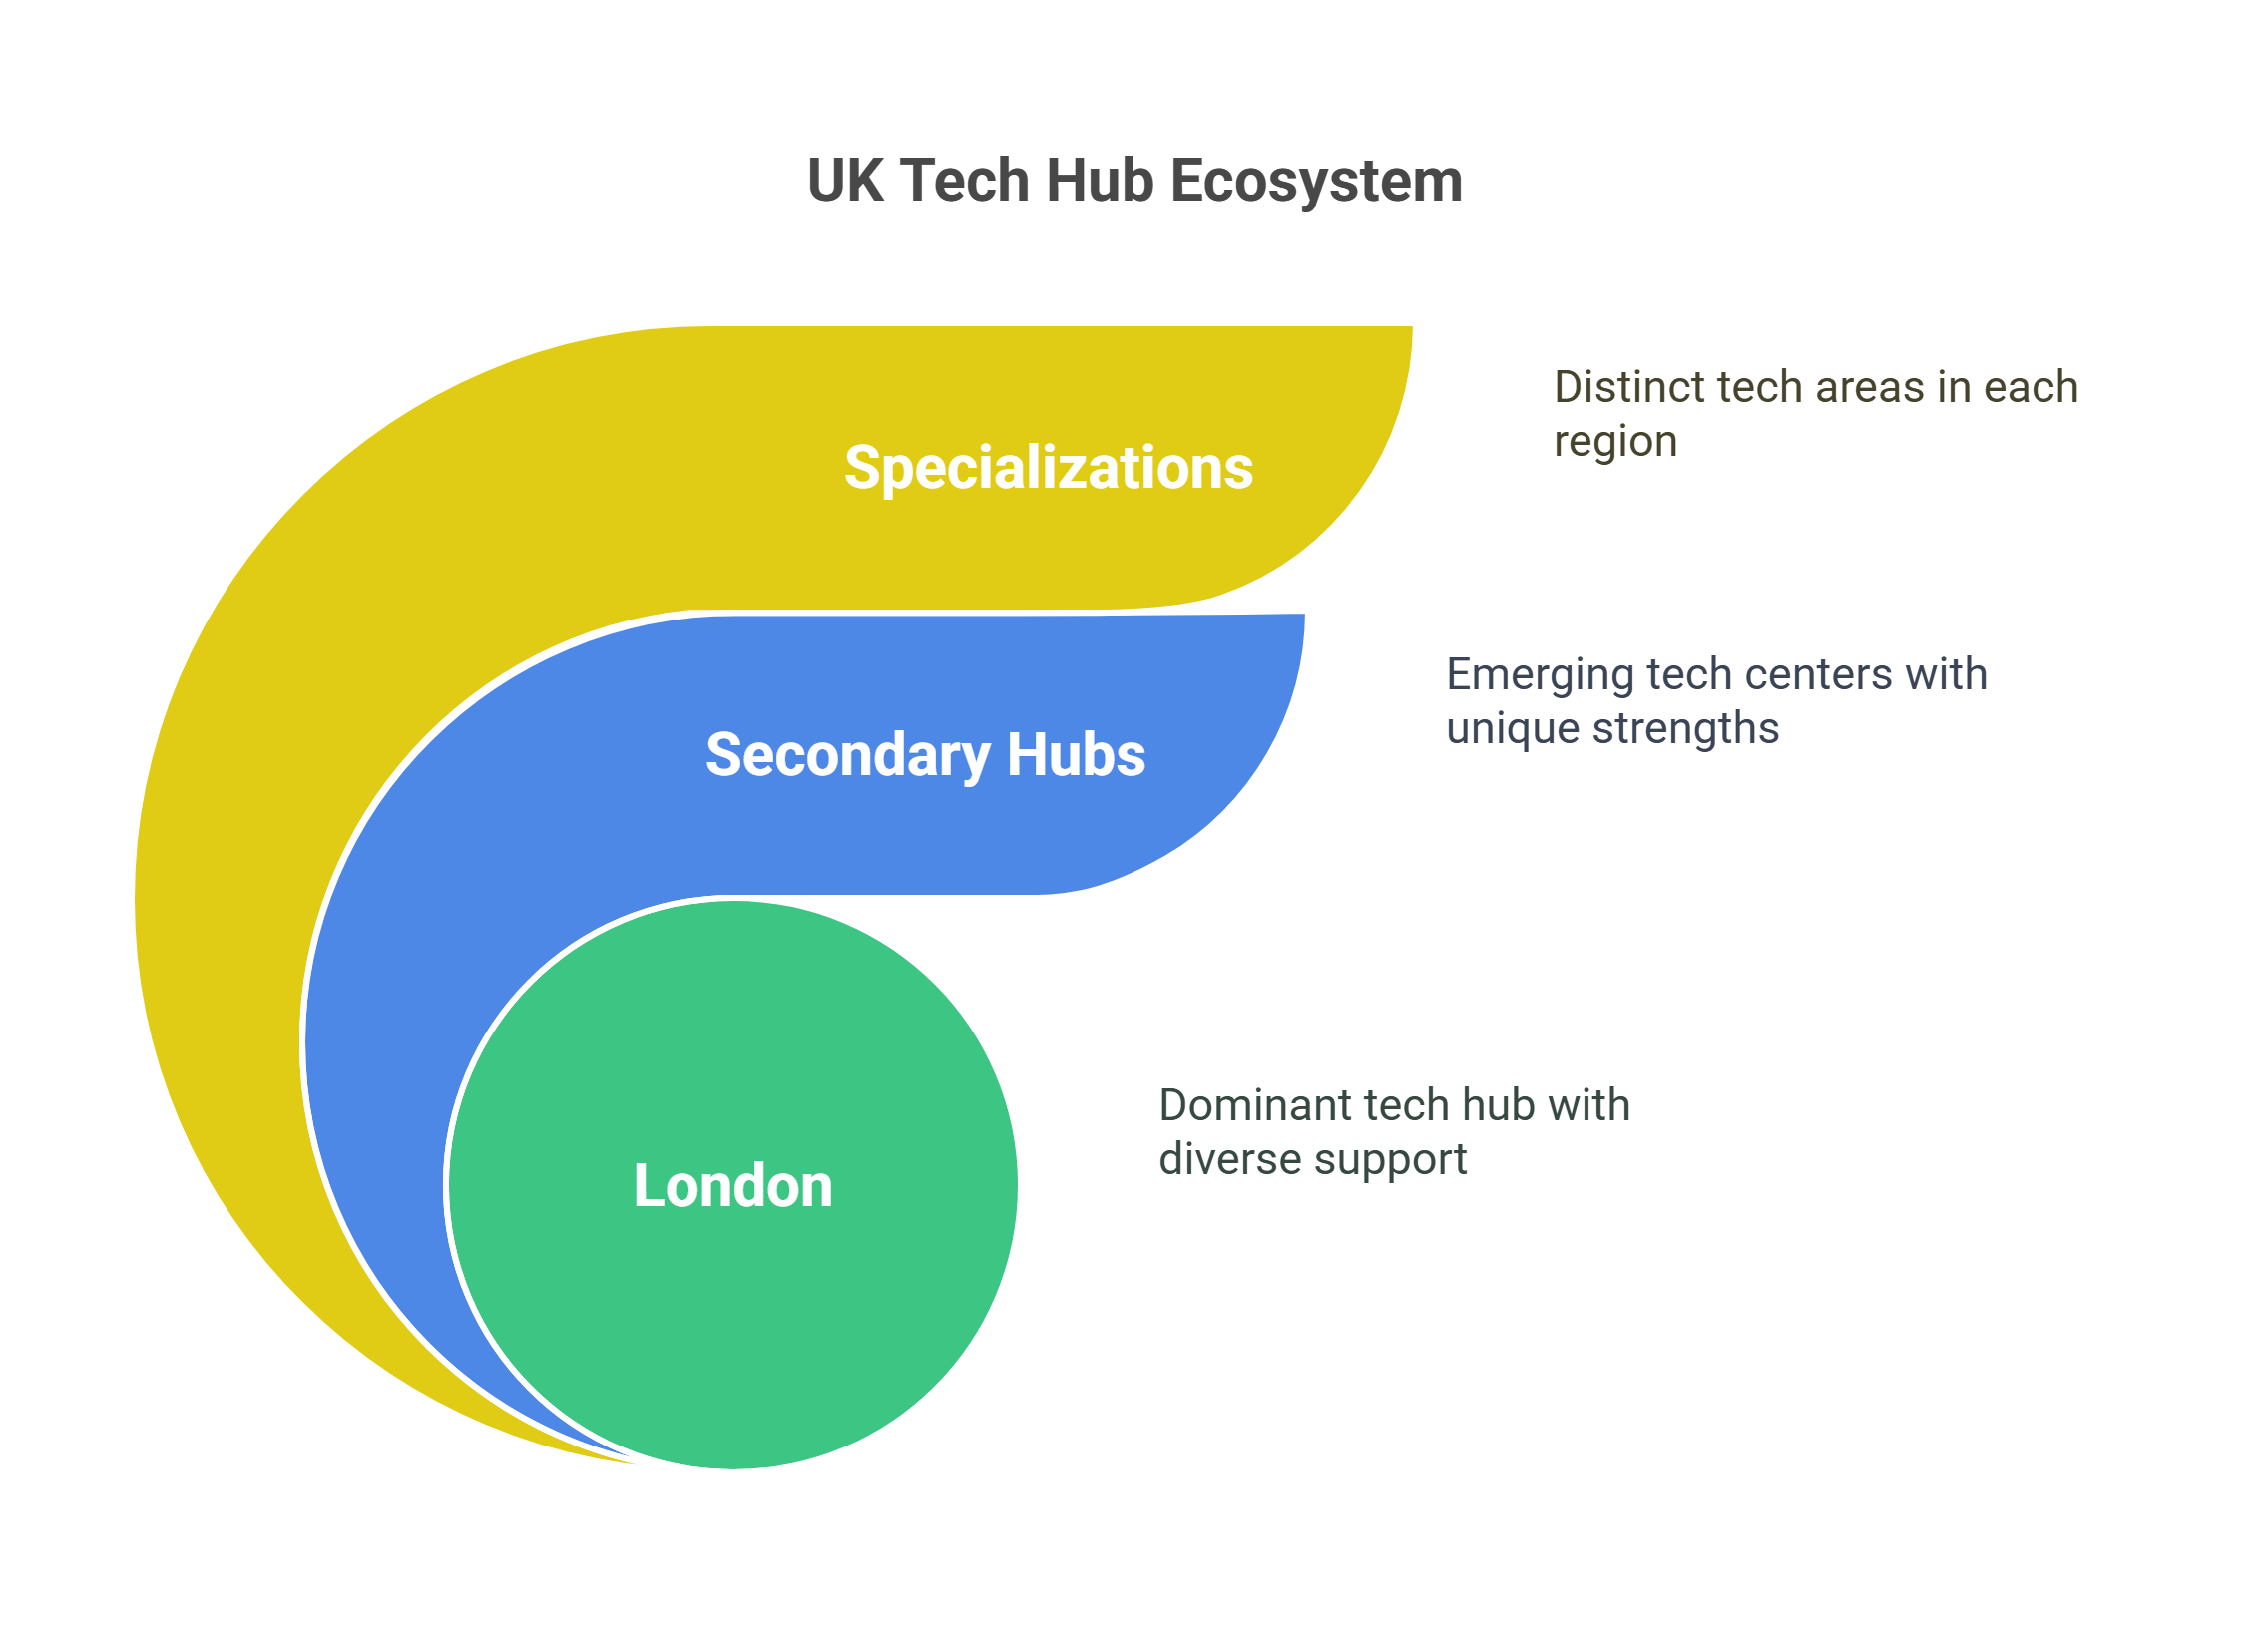 UK Tech Hub Ecosystem
Specializations
Distinct tech areas in each
region
Secondary Hubs
Emerging tech centers with
unique strengths
London
Dominant tech hub with
diverse support